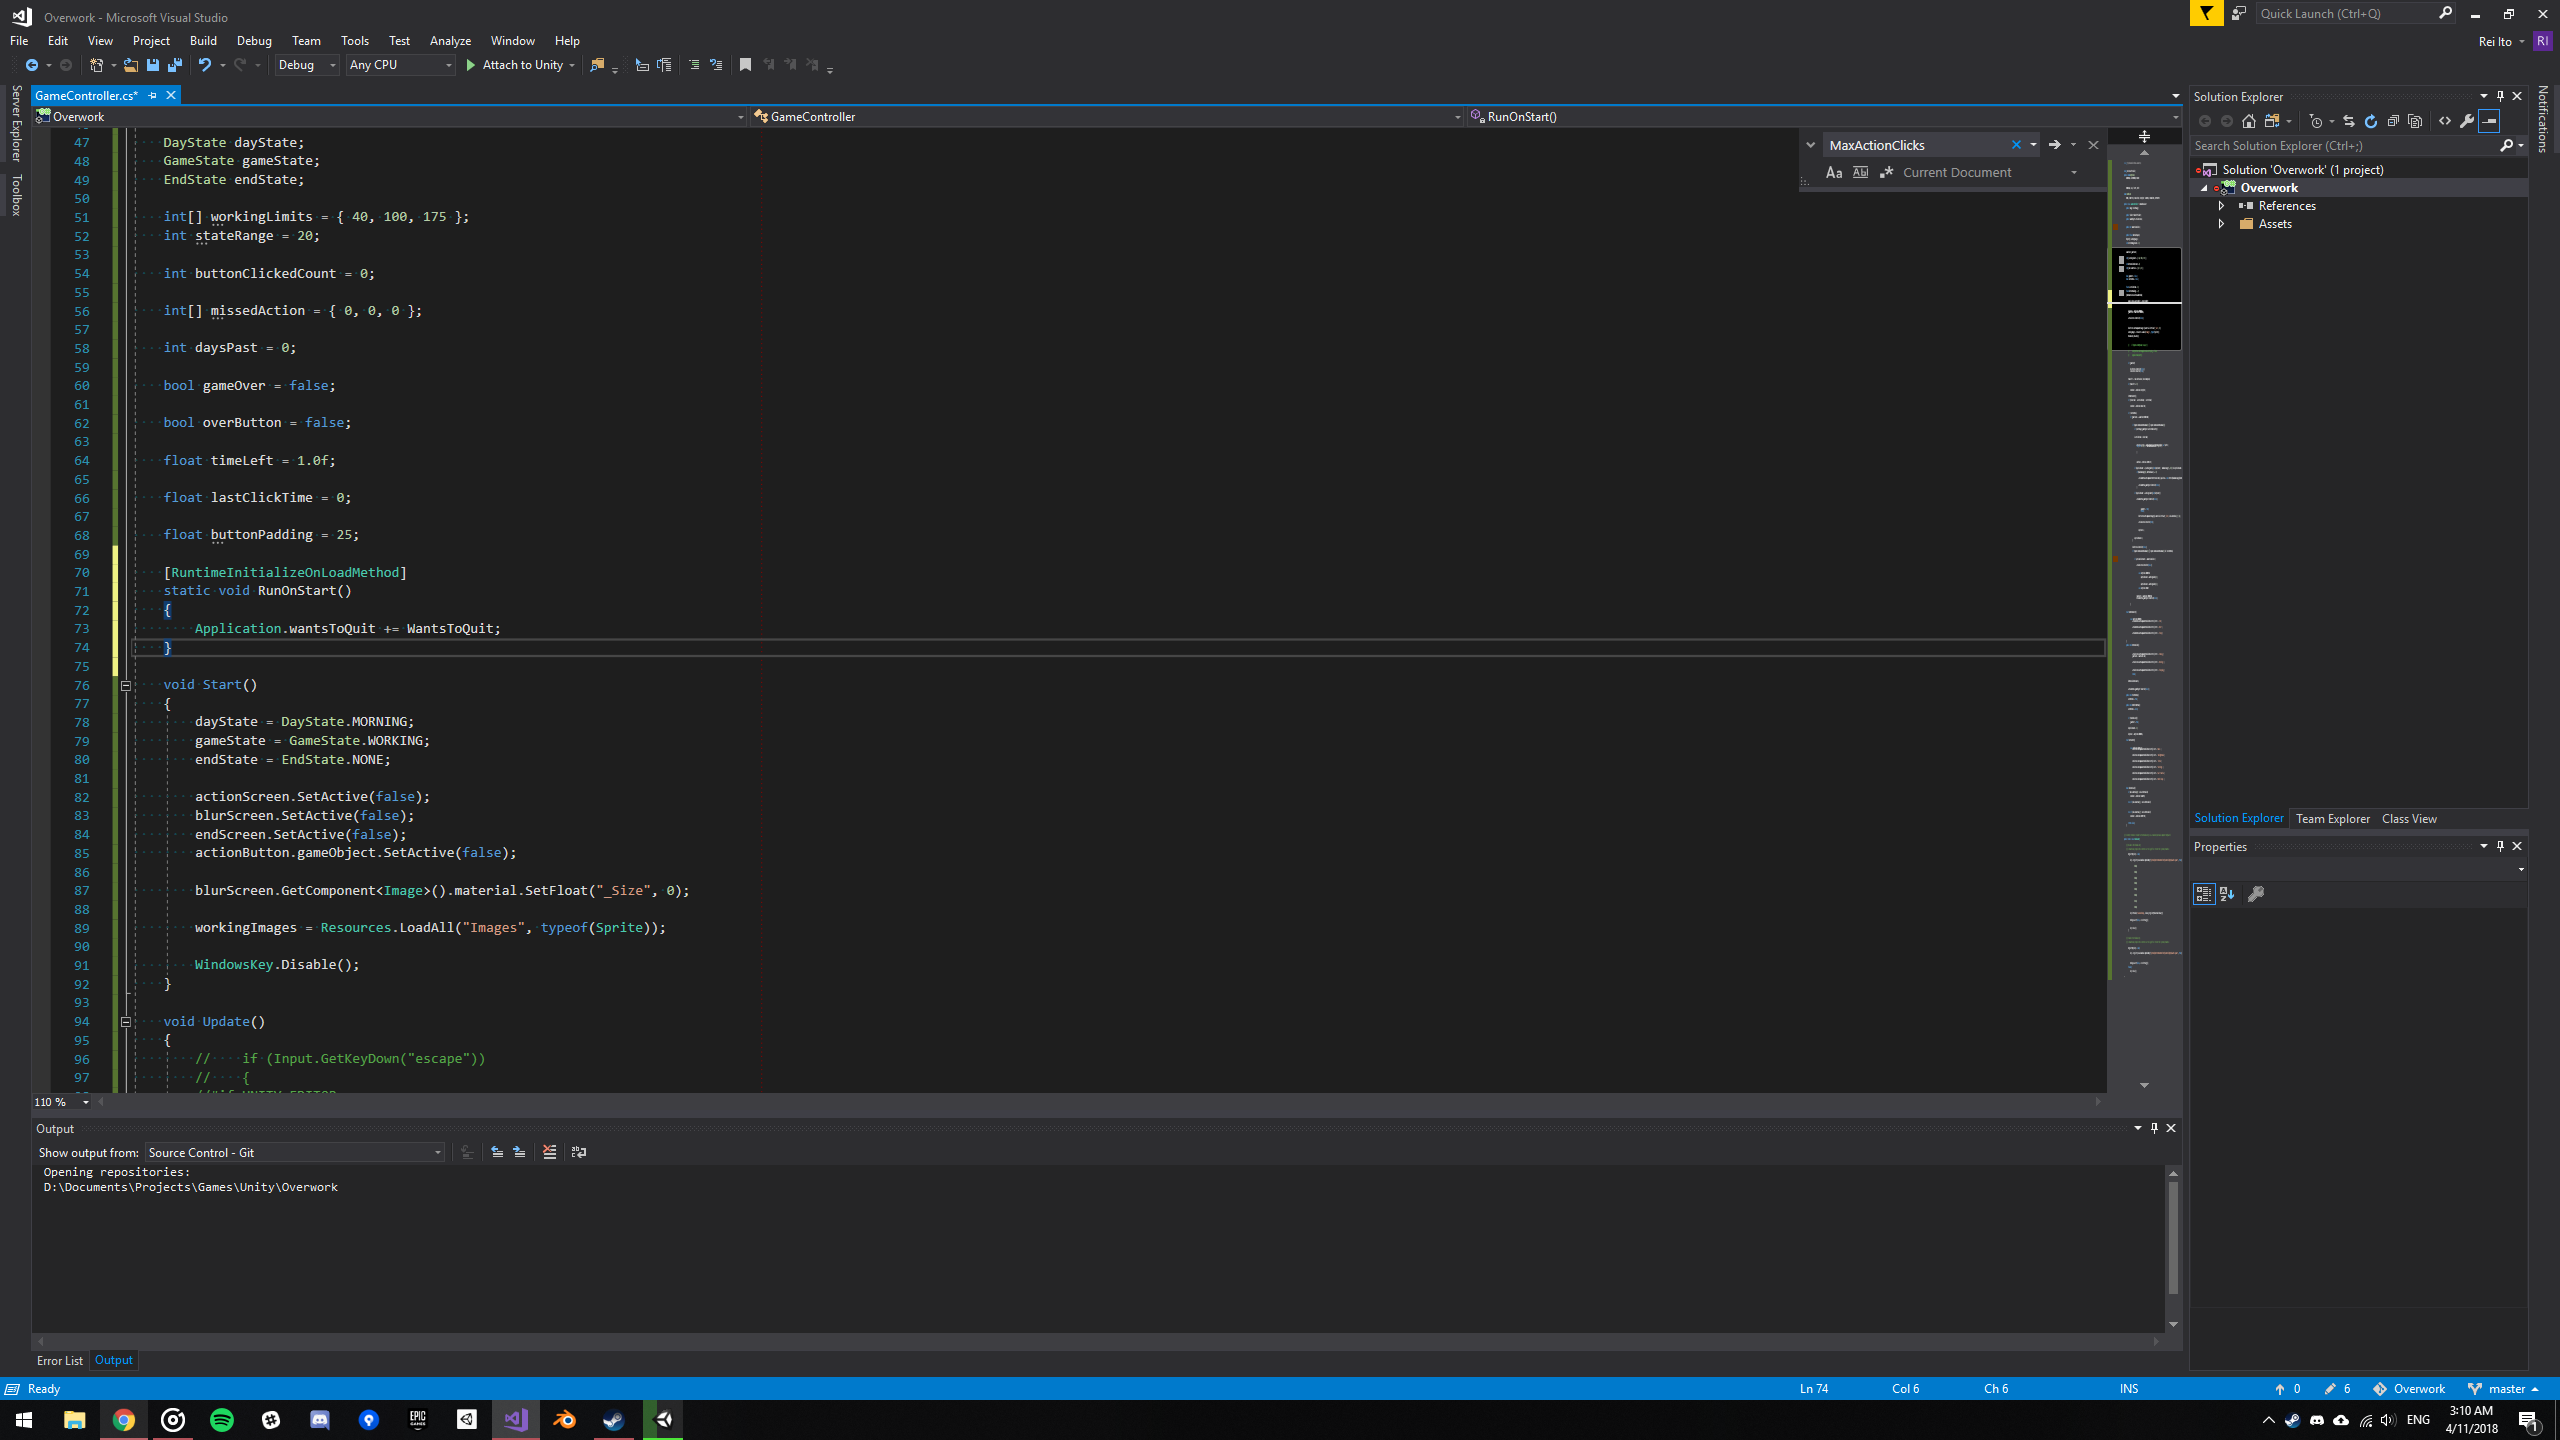 Overwork - Microsoft Visual Studio
Quick Launch (Ctrl+Q)
File Edit View Project Build Debug Team Tools Test Analyze Window Help
Rei Ito RI
Debug Any CPU Attach to Unity
Server Explorer
Toolbox
Notifications
GameController.cs*
Overwork GameController RunOnStart()
MaxActionClicks
Aa Current Document
47 DayState dayState;
48 GameState gameState;
49 EndState endState;
50
51 int[] workingLimits = { 40, 100, 175 };
52 int stateRange = 20;
53
54 int buttonClickedCount = 0;
55
56 int[] missedAction = { 0, 0, 0 };
57
58 int daysPast = 0;
59
60 bool gameOver = false;
61
62 bool overButton = false;
63
64 float timeLeft = 1.0f;
65
66 float lastClickTime = 0;
67
68 float buttonPadding = 25;
69
70 [RuntimeInitializeOnLoadMethod]
71 static void RunOnStart()
72 {
73 Application.wantsToQuit += WantsToQuit;
74 }
75
76 void Start()
77 {
78 dayState = DayState.MORNING;
79 gameState = GameState.WORKING;
80 endState = EndState.NONE;
81
82 actionScreen.SetActive(false);
83 blurScreen.SetActive(false);
84 endScreen.SetActive(false);
85 actionButton.gameObject.SetActive(false);
86
87 blurScreen.GetComponent<Image>().material.SetFloat("_Size", 0);
88
89 workingImages = Resources.LoadAll("Images", typeof(Sprite));
90
91 WindowsKey.Disable();
92 }
93
94 void Update()
95 {
96 // if (Input.GetKeyDown("escape"))
97 // {
110 %
Solution Explorer
Search Solution Explorer (Ctrl+;)
Solution 'Overwork' (1 project)
Overwork
References
Assets
Solution Explorer Team Explorer Class View
Properties
Output
Show output from: Source Control - Git
Opening repositories:
D:\Documents\Projects\Games\Unity\Overwork
Error List Output
Ready Ln 74 Col 6 Ch 6 INS 0 6 Overwork master
EPIC GAMES
ENG
3:10 AM
4/11/2018
1